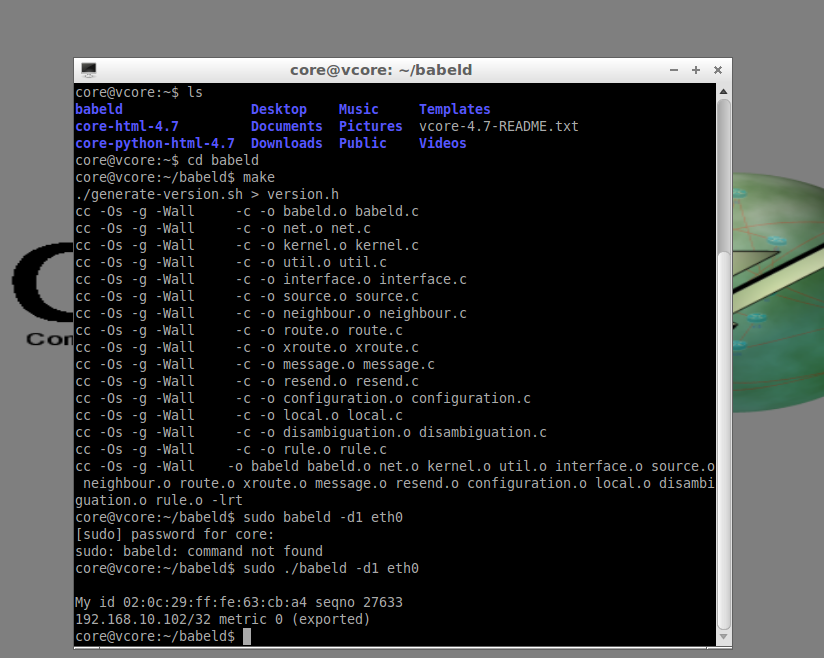 core@vcore: ~/babeld
core@vcore:~$ ls
babeld Desktop Music Templates
core-html-4.7 Documents Pictures vcore-4.7-README.txt
core-python-html-4.7 Downloads Public Videos
core@vcore:~$ cd babeld
core@vcore:~/babeld$ make
./generate-version.sh > version.h
cc -Os -g -Wall -c -o babeld.o babeld.c
cc -Os -g -Wall -c -o net.o net.c
cc -Os -g -Wall -c -o kernel.o kernel.c
cc -Os -g -Wall -c -o util.o util.c
cc -Os -g -Wall -c -o interface.o interface.c
cc -Os -g -Wall -c -o source.o source.c
cc -Os -g -Wall -c -o neighbour.o neighbour.c
cc -Os -g -Wall -c -o route.o route.c
cc -Os -g -Wall -c -o xroute.o xroute.c
cc -Os -g -Wall -c -o message.o message.c
cc -Os -g -Wall -c -o resend.o resend.c
cc -Os -g -Wall -c -o configuration.o configuration.c
cc -Os -g -Wall -c -o local.o local.c
cc -Os -g -Wall -c -o disambiguation.o disambiguation.c
cc -Os -g -Wall -c -o rule.o rule.c
cc -Os -g -Wall -o babeld babeld.o net.o kernel.o util.o interface.o source.o
neighbour.o route.o xroute.o message.o resend.o configuration.o local.o disambi
guation.o rule.o -lrt
core@vcore:~/babeld$ sudo babeld -d1 eth0
[sudo] password for core:
sudo: babeld: command not found
core@vcore:~/babeld$ sudo ./babeld -d1 eth0
My id 02:0c:29:ff:fe:63:cb:a4 seqno 27633
192.168.10.102/32 metric 0 (exported)
core@vcore:~/babeld$